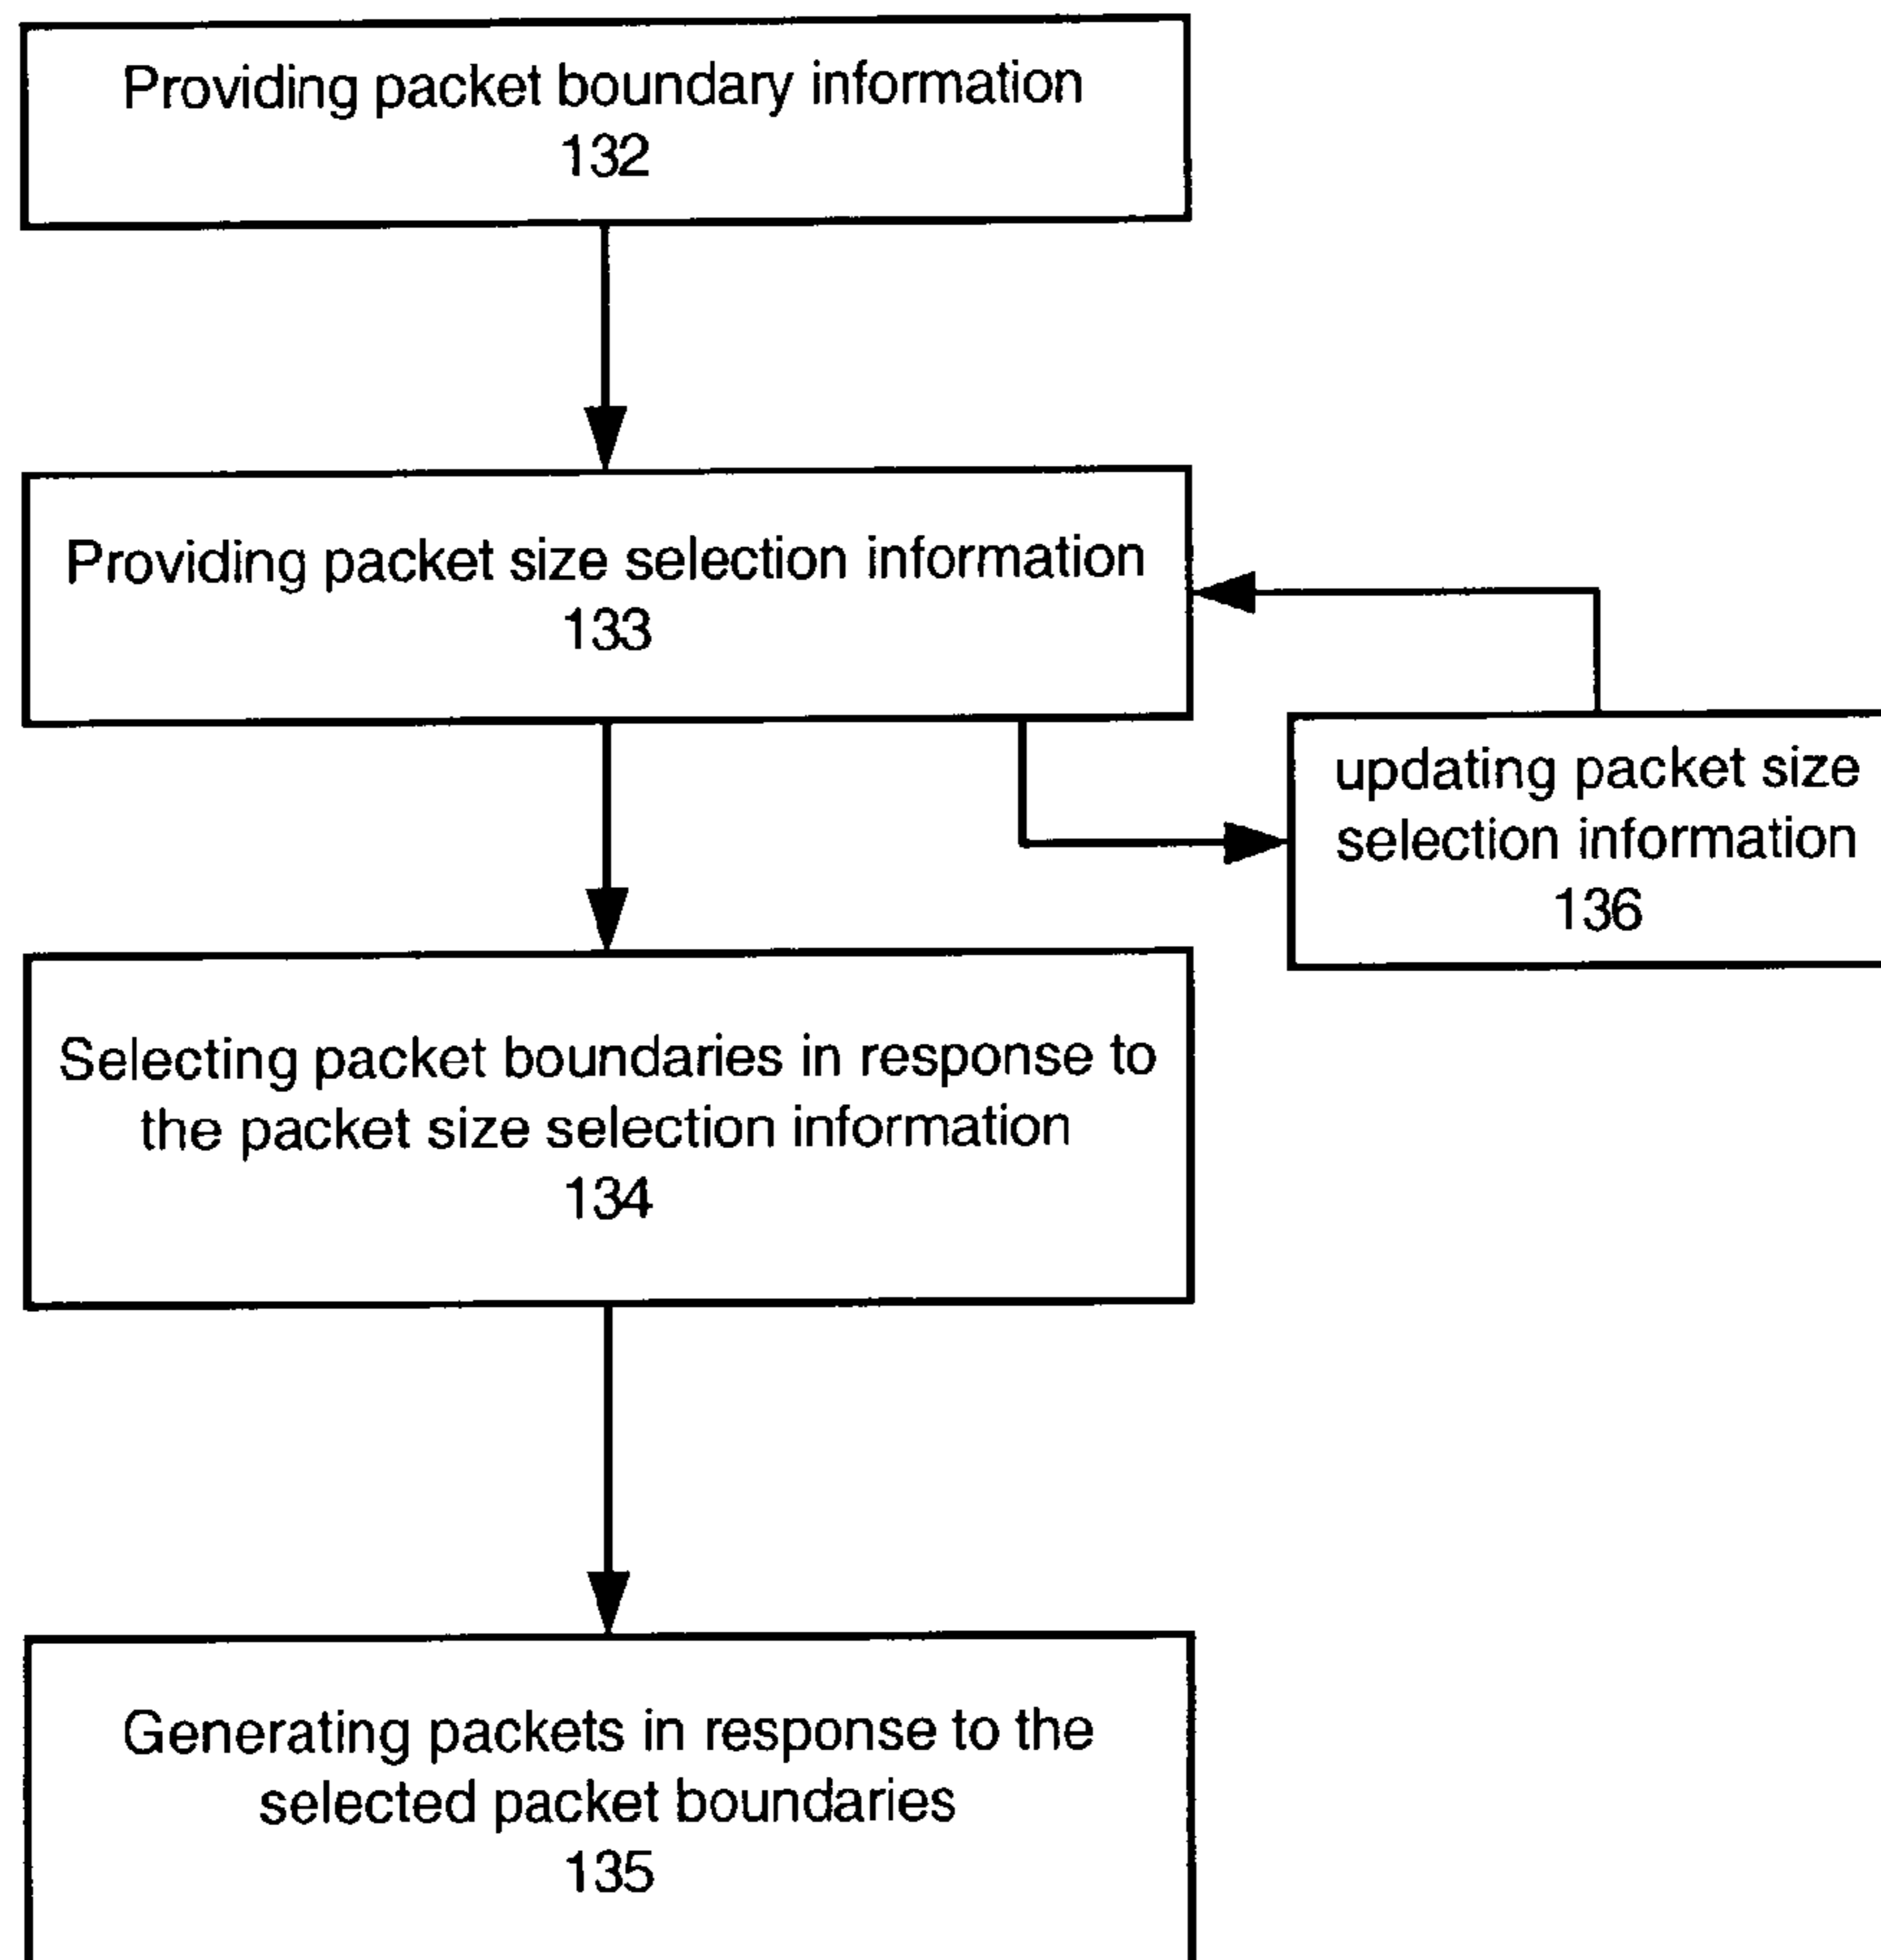 Providing packet boundary information
132
Providing packet size selection information
133
updating packet size
selection information
136
Selecting packet boundaries in response to
the packet size selection information
134
Generating packets in response to the
selected packet boundaries
135